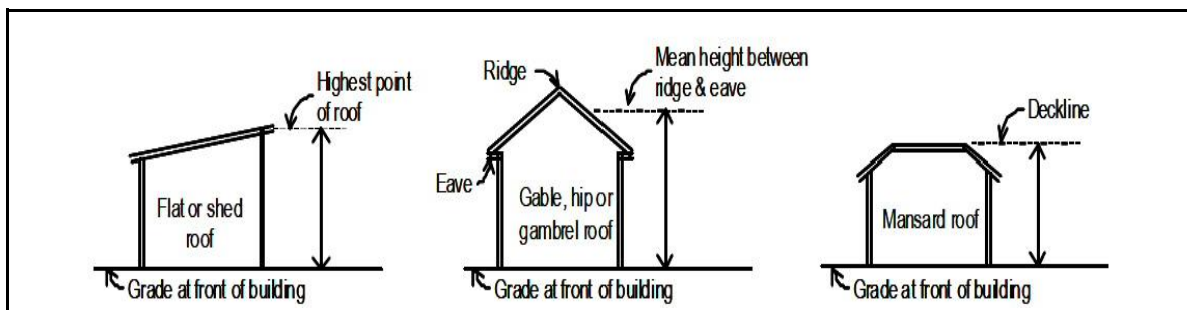 Highest point
of roof
Flat or shed
roof
Grade at front of building
Ridge
Mean height between
ridge & eave
Eave
Gable, hip or
gambrel roof
Grade at front of building
Deckline
Mansard roof
Grade at front of building